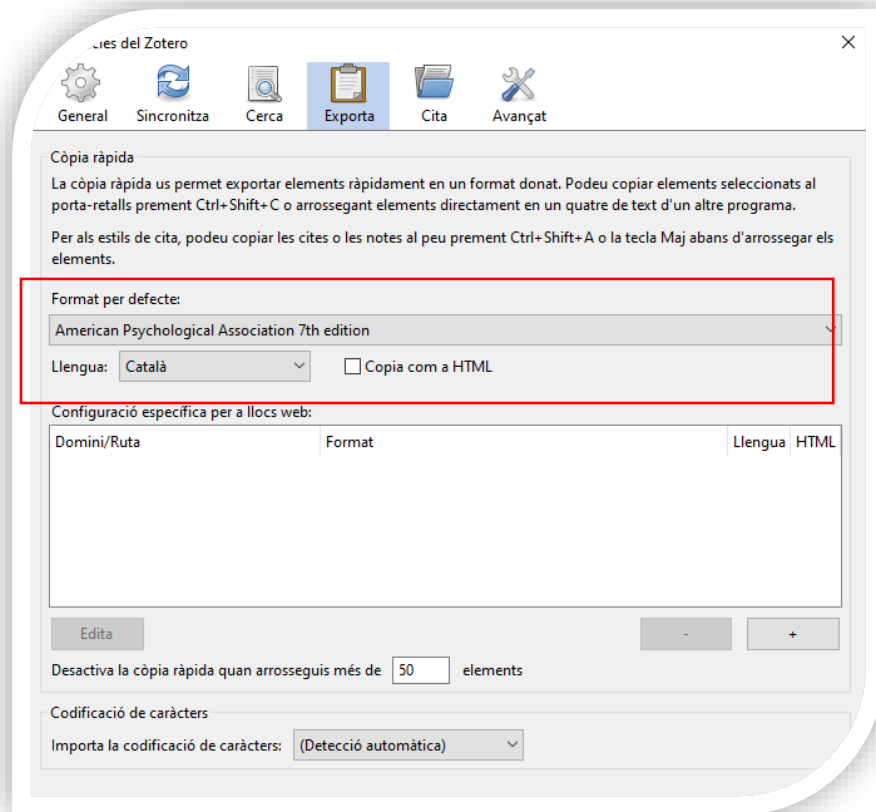 del Zotero
General Sincronitza Cerca Exporta Cita Avançat
Còpia ràpida
La còpia ràpida us permet exportar elements ràpidament en un format donat. Podeu copiar elements seleccionats al
porta-retalls prement Ctrl+Shift+C o arrossegant elements directament en un quatre de text d'un altre programa.
Per als estils de cita, podeu copiar les cites o les notes al peu prement Ctrl+Shift+A o la tecla Maj abans d'arrossegar els
elements.
Format per defecte:
American Psychological Association 7th edition
Llengua: Català Copia com a HTML
Configuració específica per a llocs web:
Domini/Ruta Format Llengua HTML
Edita - +
Desactiva la còpia ràpida quan arrosseguis més de 50 elements
Codificació de caràcters
Importa la codificació de caràcters: (Detecció automàtica)